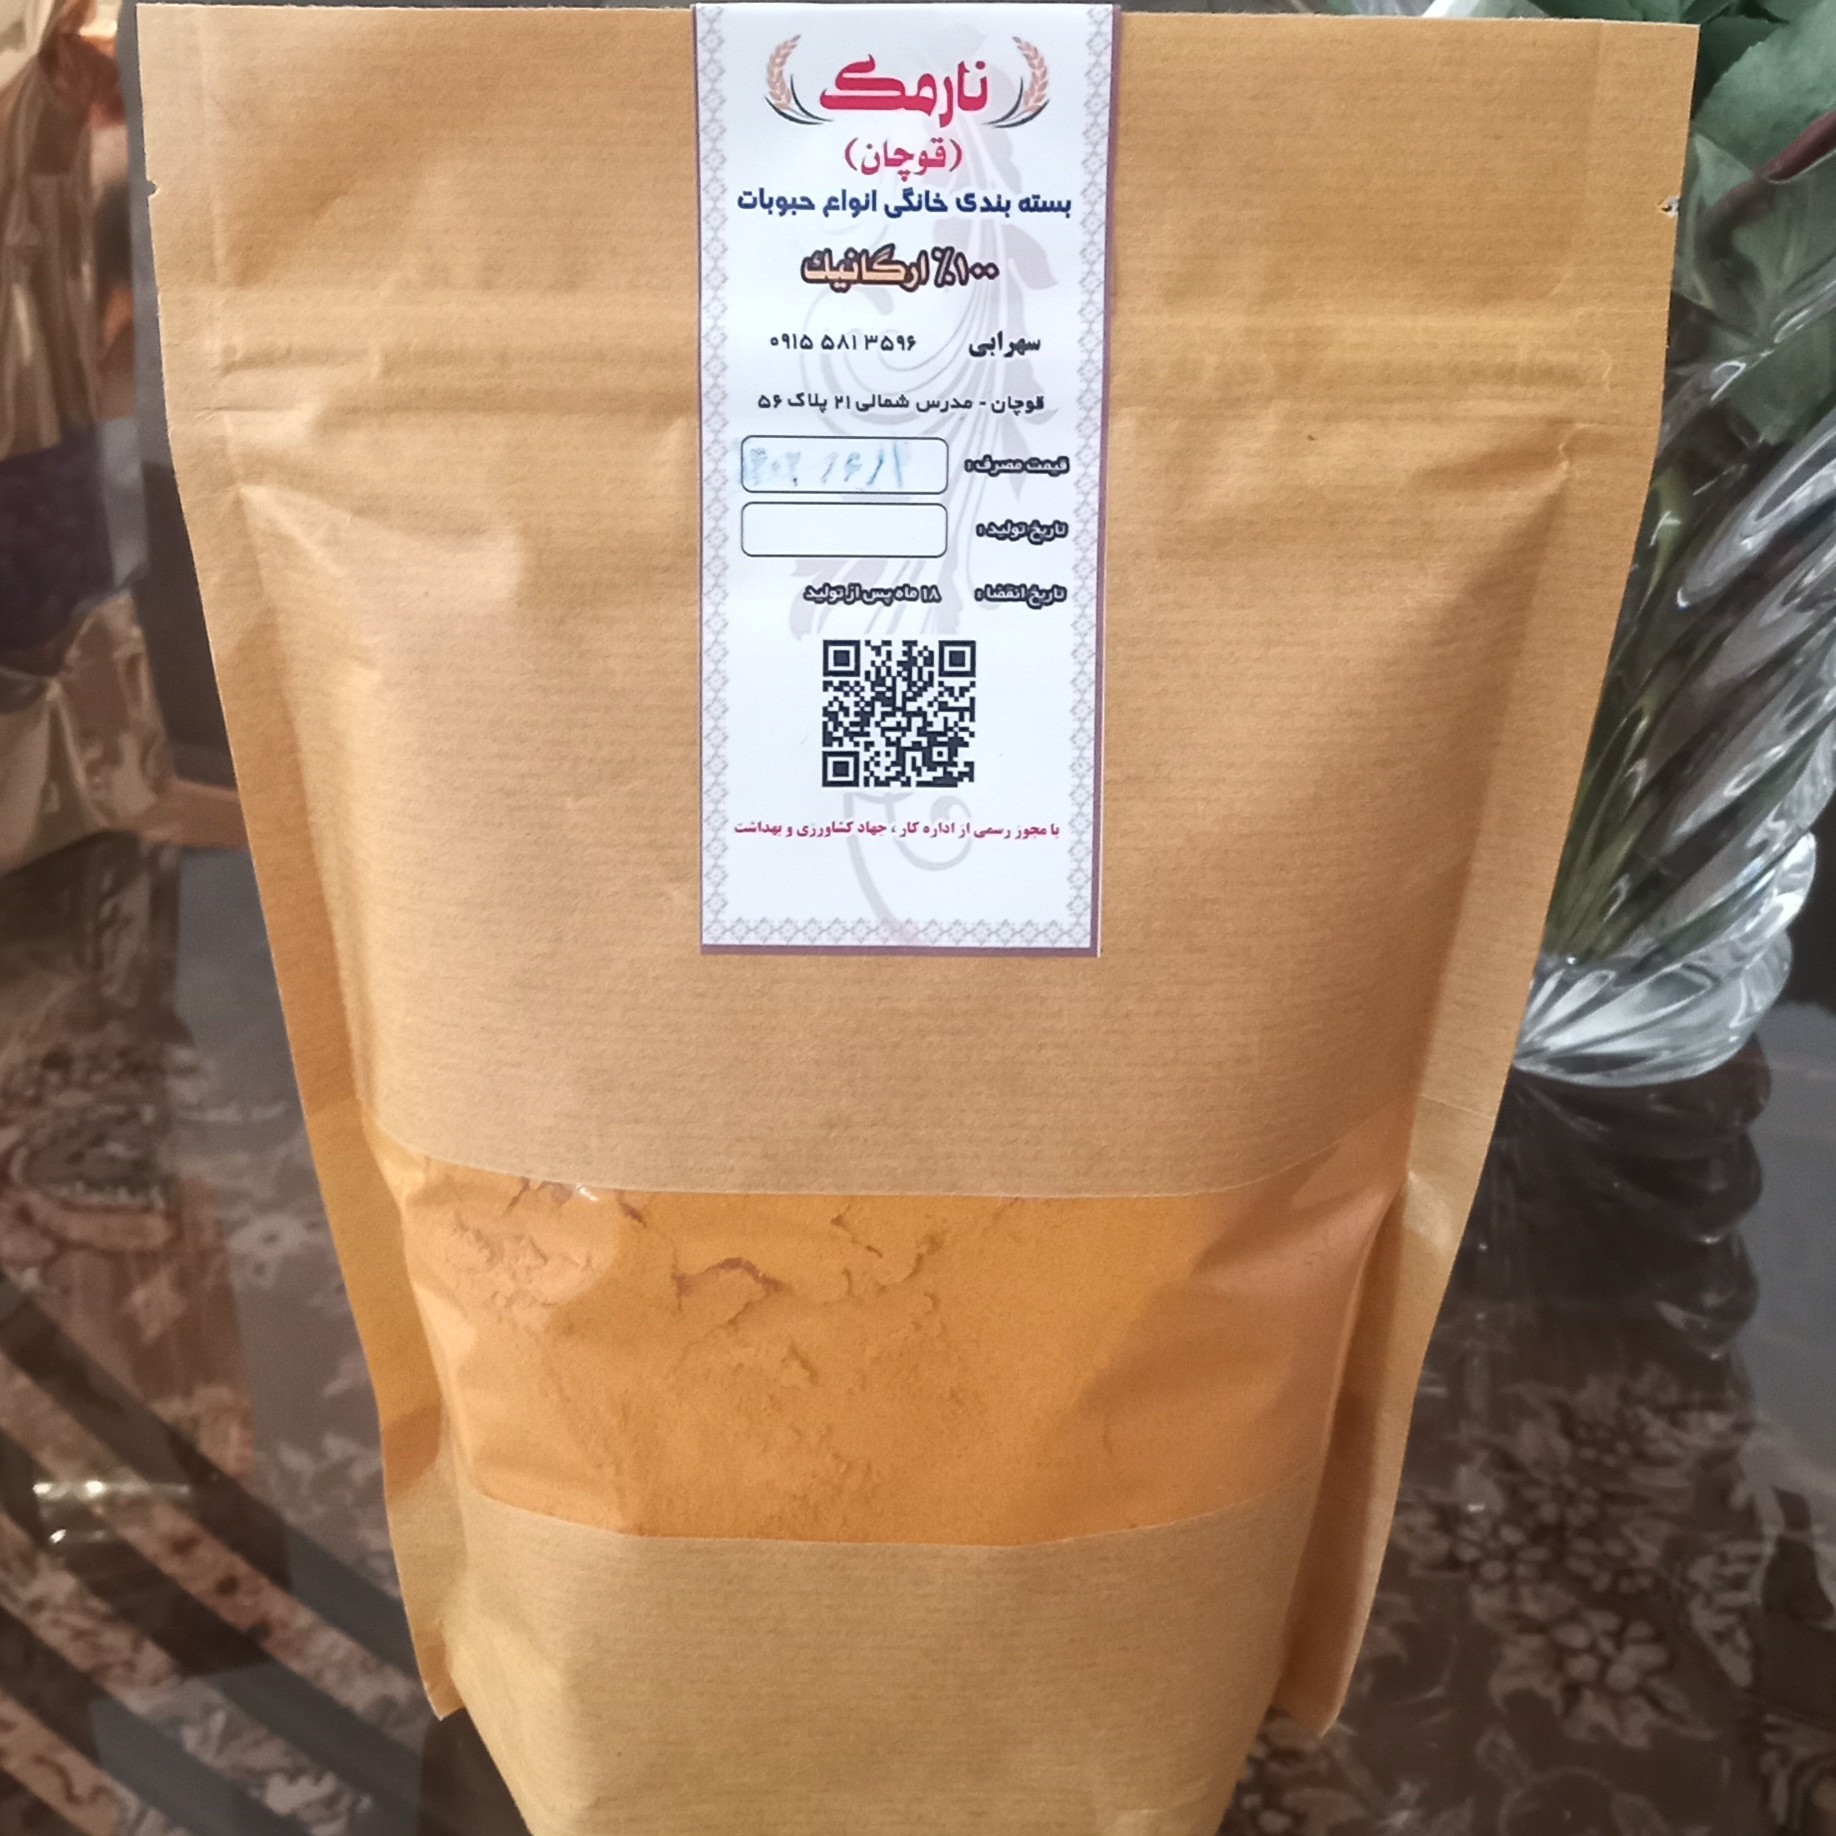 نارمک
(قوچان)
بسته بندی خانگی انواع حبوبات
۱۰۰٪ ارگانیک
سهرابی ۰۹۱۵ ۵۸۱ ۳۵۹۶
قوچان - مدرس شمالی ۲۱ پلاک ۵۶
قیمت مصرف :
تاریخ تولید :
تاریخ انقضا : ۱۸ ماه پس از تولید
با مجوز رسمی از اداره کار ، جهاد کشاورزی و بهداشت